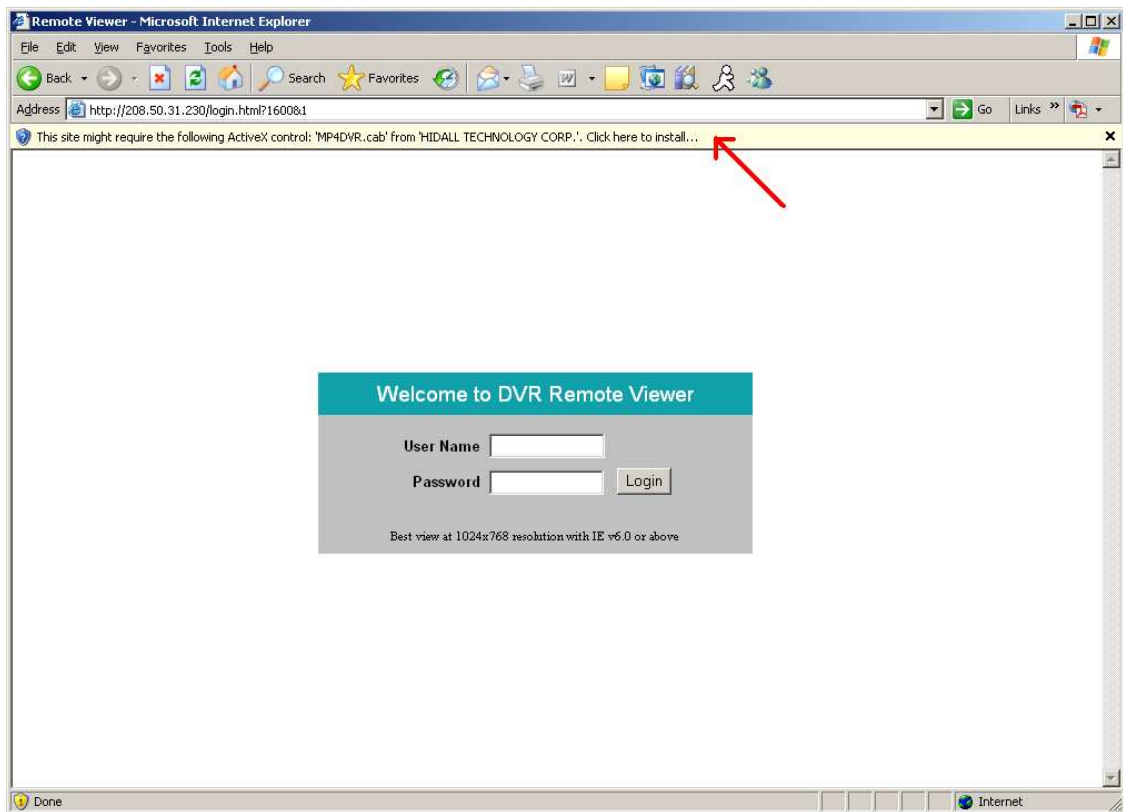 Remote Viewer - Microsoft Internet Explorer
File Edit View Favorites Tools Help
Back Search Favorites
Address http://208.50.31.230/login.html?1600&1 Go Links »
This site might require the following ActiveX control: 'MP4DVR.cab' from 'HIDALL TECHNOLOGY CORP.'. Click here to install...
Welcome to DVR Remote Viewer
User Name
Password Login
Best view at 1024x768 resolution with IE v6.0 or above
Done Internet